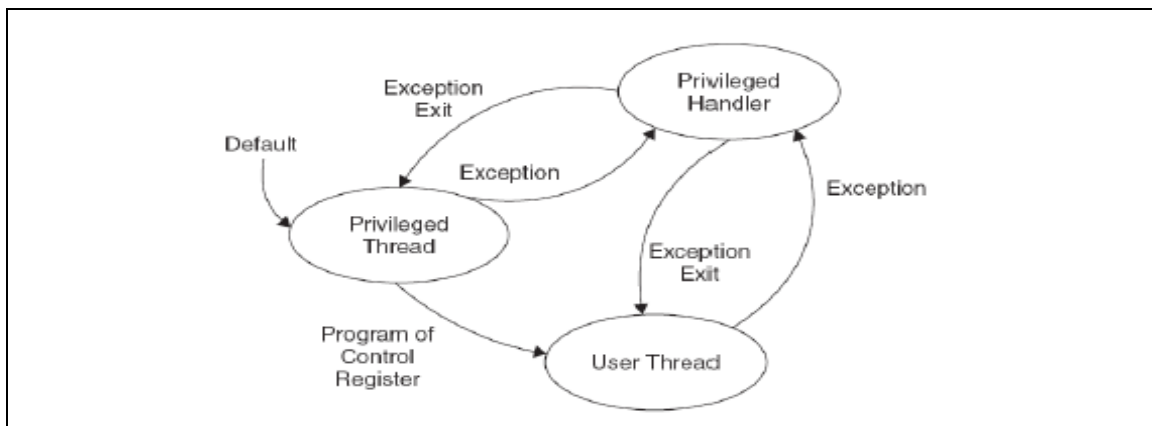 Privileged
Handler
Exception
Exit
Default
Exception
Exception
Privileged
Thread
Exception
Exit
Program of
Control
Register
User Thread